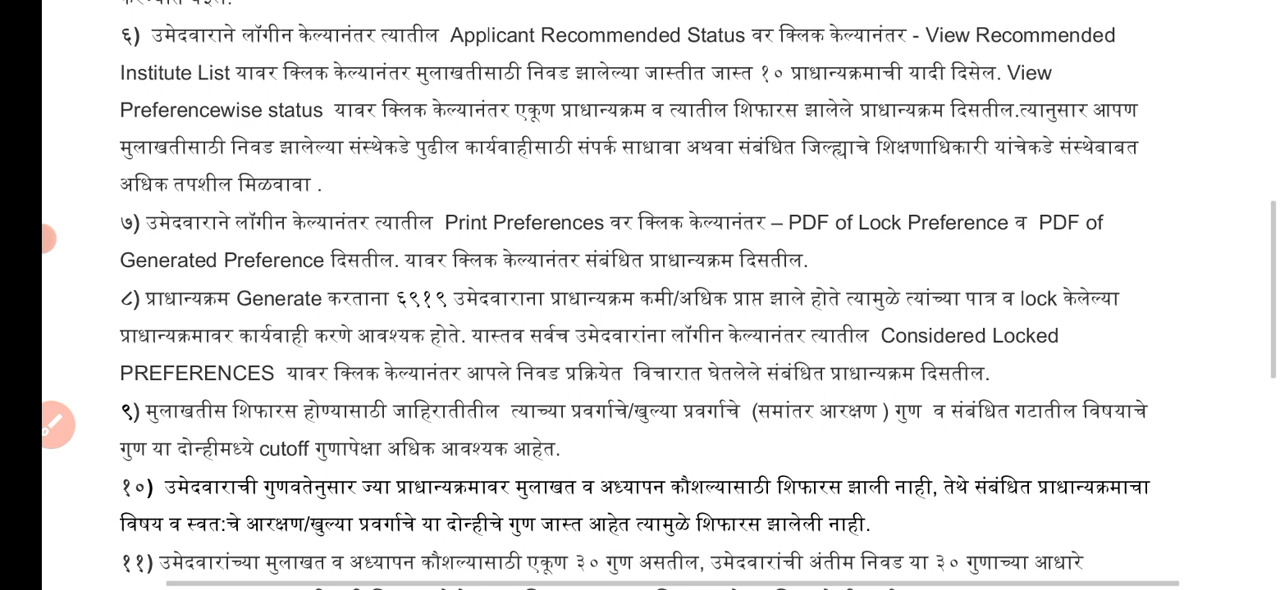 ६) उमेदवाराने लॉगीन केल्यानंतर त्यातील Applicant Recommended Status वर क्लिक केल्यानंतर - View Recommended
Institute List यावर क्लिक केल्यानंतर मुलाखतीसाठी निवड झालेल्या जास्तीत जास्त १० प्राधान्यक्रमाची यादी दिसेल. View
Preferencewise status यावर क्लिक केल्यानंतर एकूण प्राधान्यक्रम व त्यातील शिफारस झालेले प्राधान्यक्रम दिसतील.त्यानुसार आपण
मुलाखतीसाठी निवड झालेल्या संस्थेकडे पुढील कार्यवाहीसाठी संपर्क साधावा अथवा संबंधित जिल्ह्याचे शिक्षणाधिकारी यांचेकडे संस्थेबाबत
अधिक तपशील मिळवावा .
७) उमेदवाराने लॉगीन केल्यानंतर त्यातील Print Preferences वर क्लिक केल्यानंतर – PDF of Lock Preference व PDF of
Generated Preference दिसतील. यावर क्लिक केल्यानंतर संबंधित प्राधान्यक्रम दिसतील.
८) प्राधान्यक्रम Generate करताना ६९१९ उमेदवाराना प्राधान्यक्रम कमी/अधिक प्राप्त झाले होते त्यामुळे त्यांच्या पात्र व lock केलेल्या
प्राधान्यक्रमावर कार्यवाही करणे आवश्यक होते. यास्तव सर्वच उमेदवारांना लॉगीन केल्यानंतर त्यातील Considered Locked
PREFERENCES यावर क्लिक केल्यानंतर आपले निवड प्रक्रियेत विचारात घेतलेले संबंधित प्राधान्यक्रम दिसतील.
९) मुलाखतीस शिफारस होण्यासाठी जाहिरातीतील त्याच्या प्रवर्गाचे/खुल्या प्रवर्गाचे (समांतर आरक्षण ) गुण व संबंधित गटातील विषयाचे
गुण या दोन्हीमध्ये cutoff गुणापेक्षा अधिक आवश्यक आहेत.
१०) उमेदवाराची गुणवतेनुसार ज्या प्राधान्यक्रमावर मुलाखत व अध्यापन कौशल्यासाठी शिफारस झाली नाही, तेथे संबंधित प्राधान्यक्रमाचा
विषय व स्वत:चे आरक्षण/खुल्या प्रवर्गाचे या दोन्हीचे गुण जास्त आहेत त्यामुळे शिफारस झालेली नाही.
११) उमेदवारांच्या मुलाखत व अध्यापन कौशल्यासाठी एकूण ३० गुण असतील, उमेदवारांची अंतीम निवड या ३० गुणाच्या आधारे